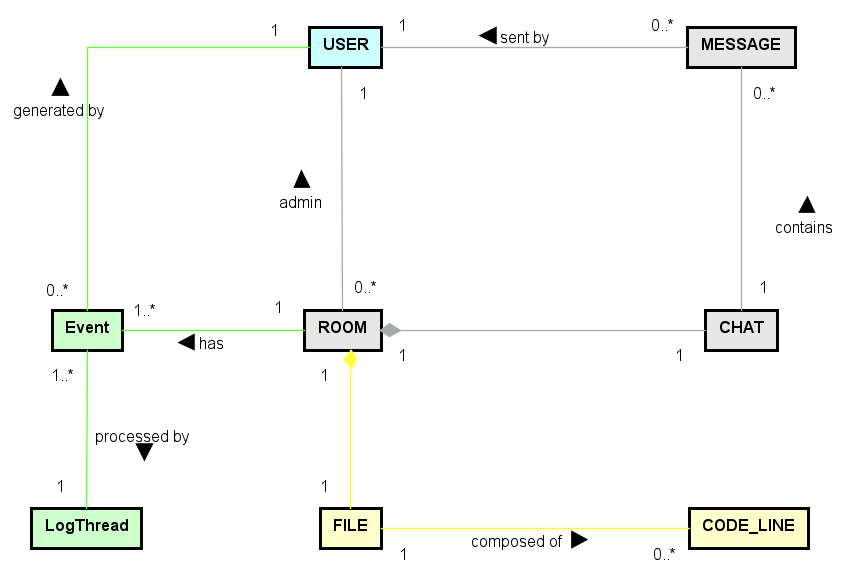 1
1
0..*
USER
sent by
MESSAGE
generated by
1
0..*
admin
contains
0..*
1..*
1
0..*
1
Event
ROOM
CHAT
has
1..*
1
1
1
processed by
1
1
LogThread
FILE
CODE_LINE
composed of
1
0..*